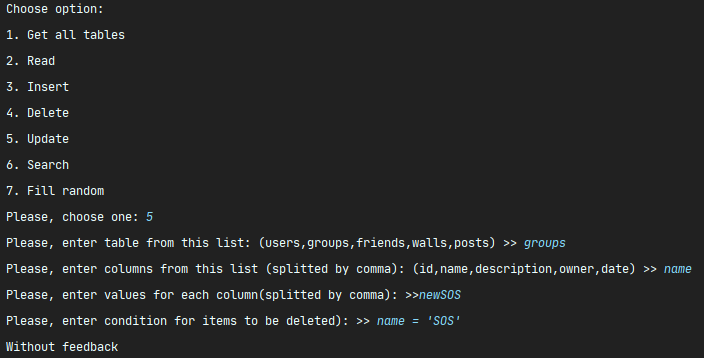 Choose option:
1. Get all tables
2. Read
3. Insert
4. Delete
5. Update
6. Search
7. Fill random
Please, choose one: 5
Please, enter table from this list: (users,groups,friends,walls,posts) >> groups
Please, enter columns from this list (splitted by comma): (id,name,description,owner,date) >> name
Please, enter values for each column(splitted by comma): >>newSOS
Please, enter condition for items to be deleted): >> name = 'SOS'
Without feedback